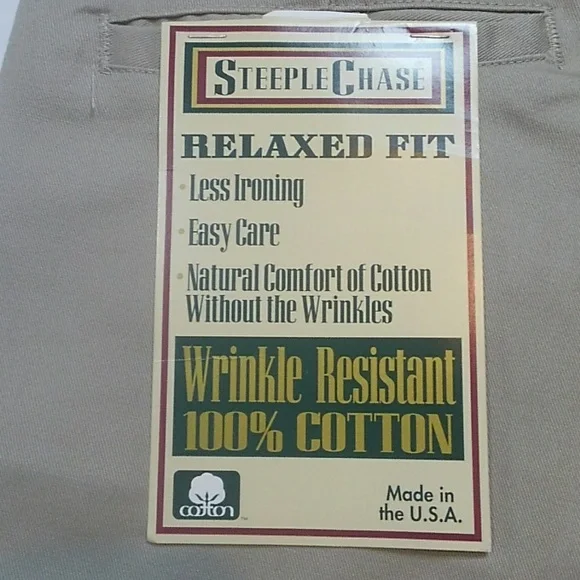 SteepleChase
RELAXED FIT
• Less Ironing
• Easy Care
• Natural Comfort of Cotton
Without the Wrinkles
Wrinkle Resistant
100% COTTON
cotton
TM
Made in
the U.S.A.